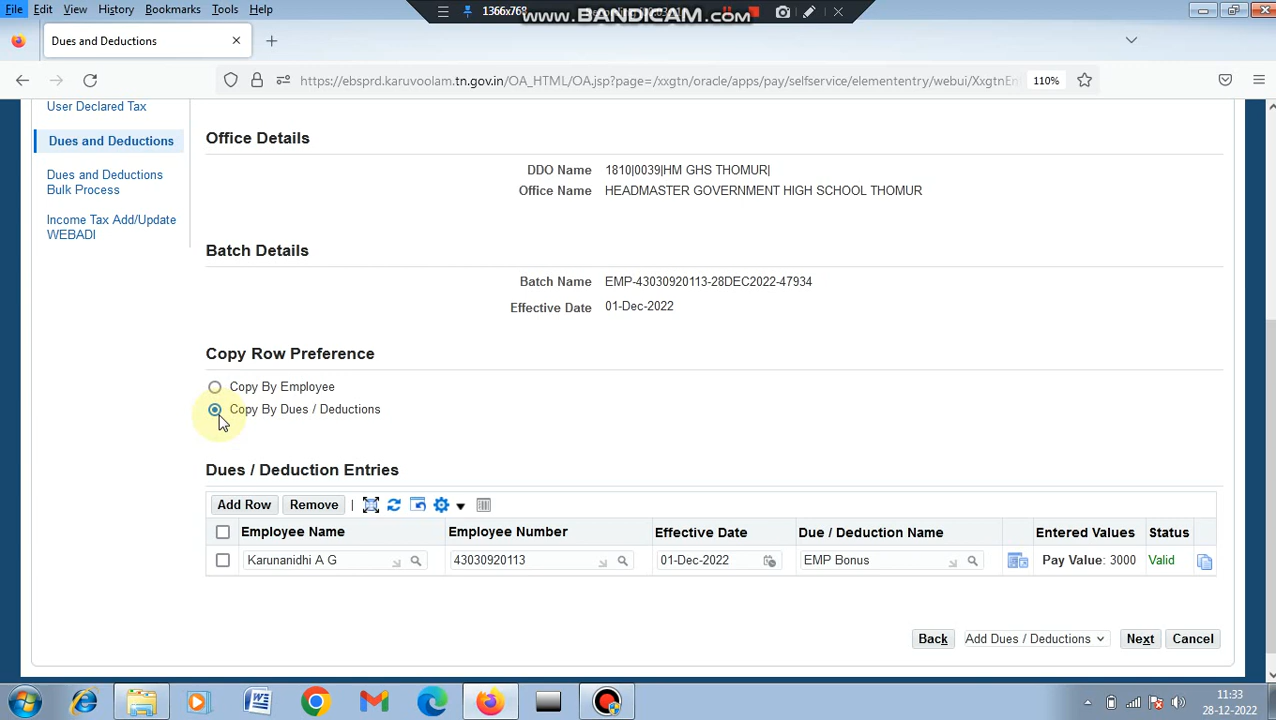 File Edit View History Bookmarks Tools Help
1366x768
www.BANDICAM.com
Dues and Deductions
https://ebsprd.karuvoolam.tn.gov.in/OA_HTML/OA.jsp?page=/xxgtn/oracle/apps/pay/selfservice/elemententry/webui/XxgtnEn
110%
User Declared Tax
Dues and Deductions
Dues and Deductions
Bulk Process
Income Tax Add/Update
WEBADI
Office Details
DDO Name 1810|0039|HM GHS THOMUR|
Office Name HEADMASTER GOVERNMENT HIGH SCHOOL THOMUR
Batch Details
Batch Name EMP-43030920113-28DEC2022-47934
Effective Date 01-Dec-2022
Copy Row Preference
Copy By Employee
Copy By Dues / Deductions
Dues / Deduction Entries
Add Row Remove |
Employee Name Employee Number Effective Date Due / Deduction Name Entered Values Status
Karunanidhi A G 43030920113 01-Dec-2022 EMP Bonus Pay Value: 3000 Valid
Back Add Dues / Deductions Next Cancel
11:33
28-12-2022